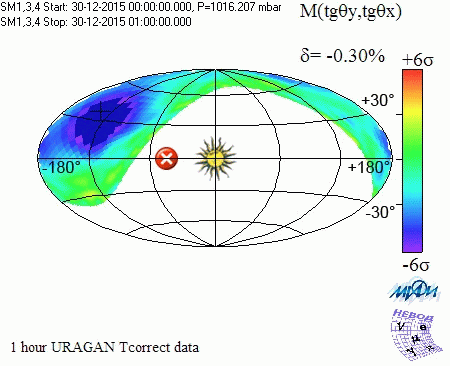 SM1,3,4 Start: 30-12-2015 00:00:00.000, P=1016.207 mbar
SM1,3,4 Stop: 30-12-2015 01:00:00.000
M(tgθy,tgθx)
δ= -0.30%
+6σ
+30°
-180°
+180°
-30°
-6σ
МИФИ
НЕВОД
1 hour URAGAN Tcorrect data